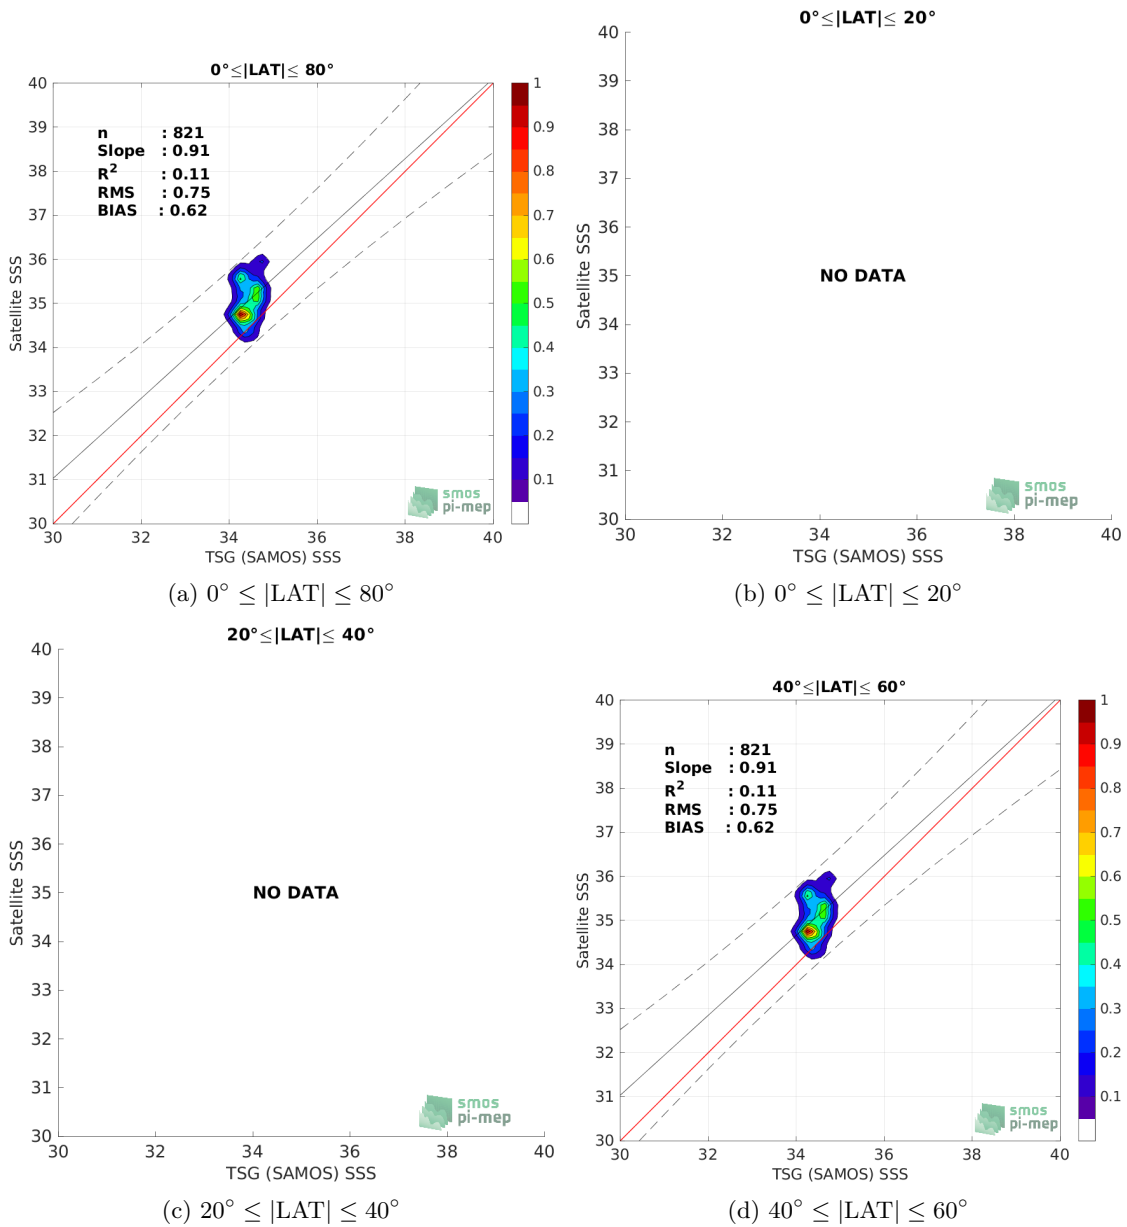 0°≤|LAT|≤ 80°
40
39
38
37
36
35
34
33
32
31
30
n : 821
Slope : 0.91
R² : 0.11
RMS : 0.75
BIAS : 0.62
Satellite SSS
30 32 34 36 38 40
TSG (SAMOS) SSS
1
0.9
0.8
0.7
0.6
0.5
0.4
0.3
0.2
0.1
smos
pi-mep
(a) 0° ≤ |LAT| ≤ 80°
0°≤|LAT|≤ 20°
40
39
38
37
36
35
34
33
32
31
30
Satellite SSS
NO DATA
smos
pi-mep
30 32 34 36 38 40
TSG (SAMOS) SSS
(b) 0° ≤ |LAT| ≤ 20°
20°≤|LAT|≤ 40°
40
39
38
37
36
35
34
33
32
31
30
Satellite SSS
NO DATA
smos
pi-mep
30 32 34 36 38 40
TSG (SAMOS) SSS
(c) 20° ≤ |LAT| ≤ 40°
40°≤|LAT|≤ 60°
40
39
38
37
36
35
34
33
32
31
30
n : 821
Slope : 0.91
R² : 0.11
RMS : 0.75
BIAS : 0.62
Satellite SSS
30 32 34 36 38 40
TSG (SAMOS) SSS
1
0.9
0.8
0.7
0.6
0.5
0.4
0.3
0.2
0.1
smos
pi-mep
(d) 40° ≤ |LAT| ≤ 60°